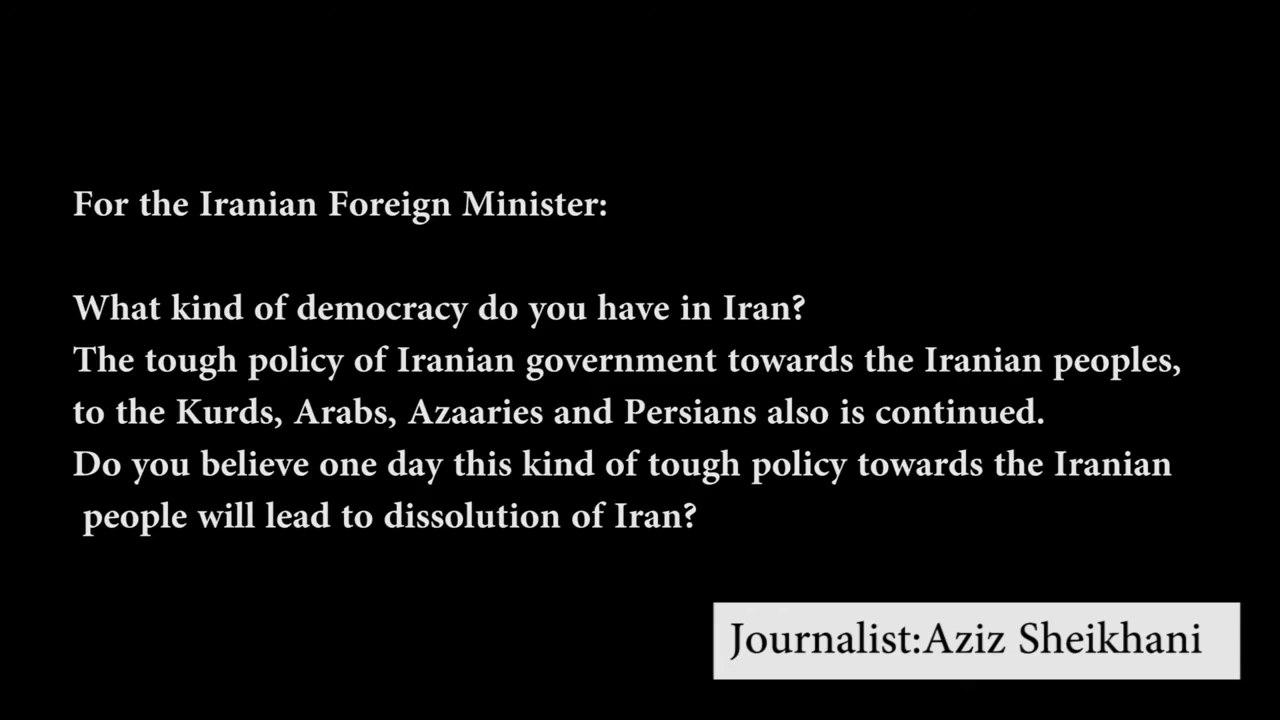 For the Iranian Foreign Minister:
What kind of democracy do you have in Iran?
The tough policy of Iranian government towards the Iranian peoples,
to the Kurds, Arabs, Azaaries and Persians also is continued.
Do you believe one day this kind of tough policy towards the Iranian
people will lead to dissolution of Iran?
Journalist:Aziz Sheikhani